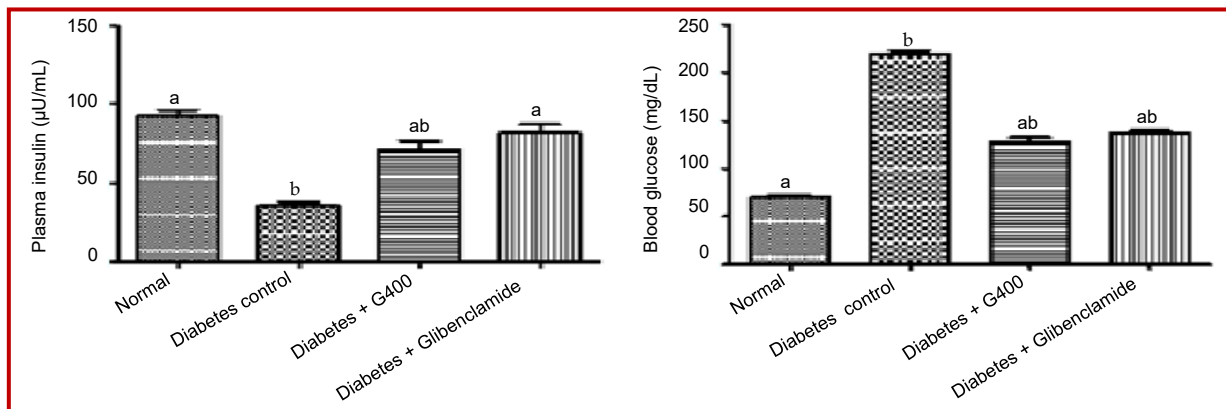 150
100
50
0
Plasma insulin (µU/mL)
a
b
ab
a
Normal
Diabetes control
Diabetes + G400
Diabetes + Glibenclamide
250
200
150
100
50
0
Blood glucose (mg/dL)
a
b
ab
ab
Normal
Diabetes control
Diabetes + G400
Diabetes + Glibenclamide